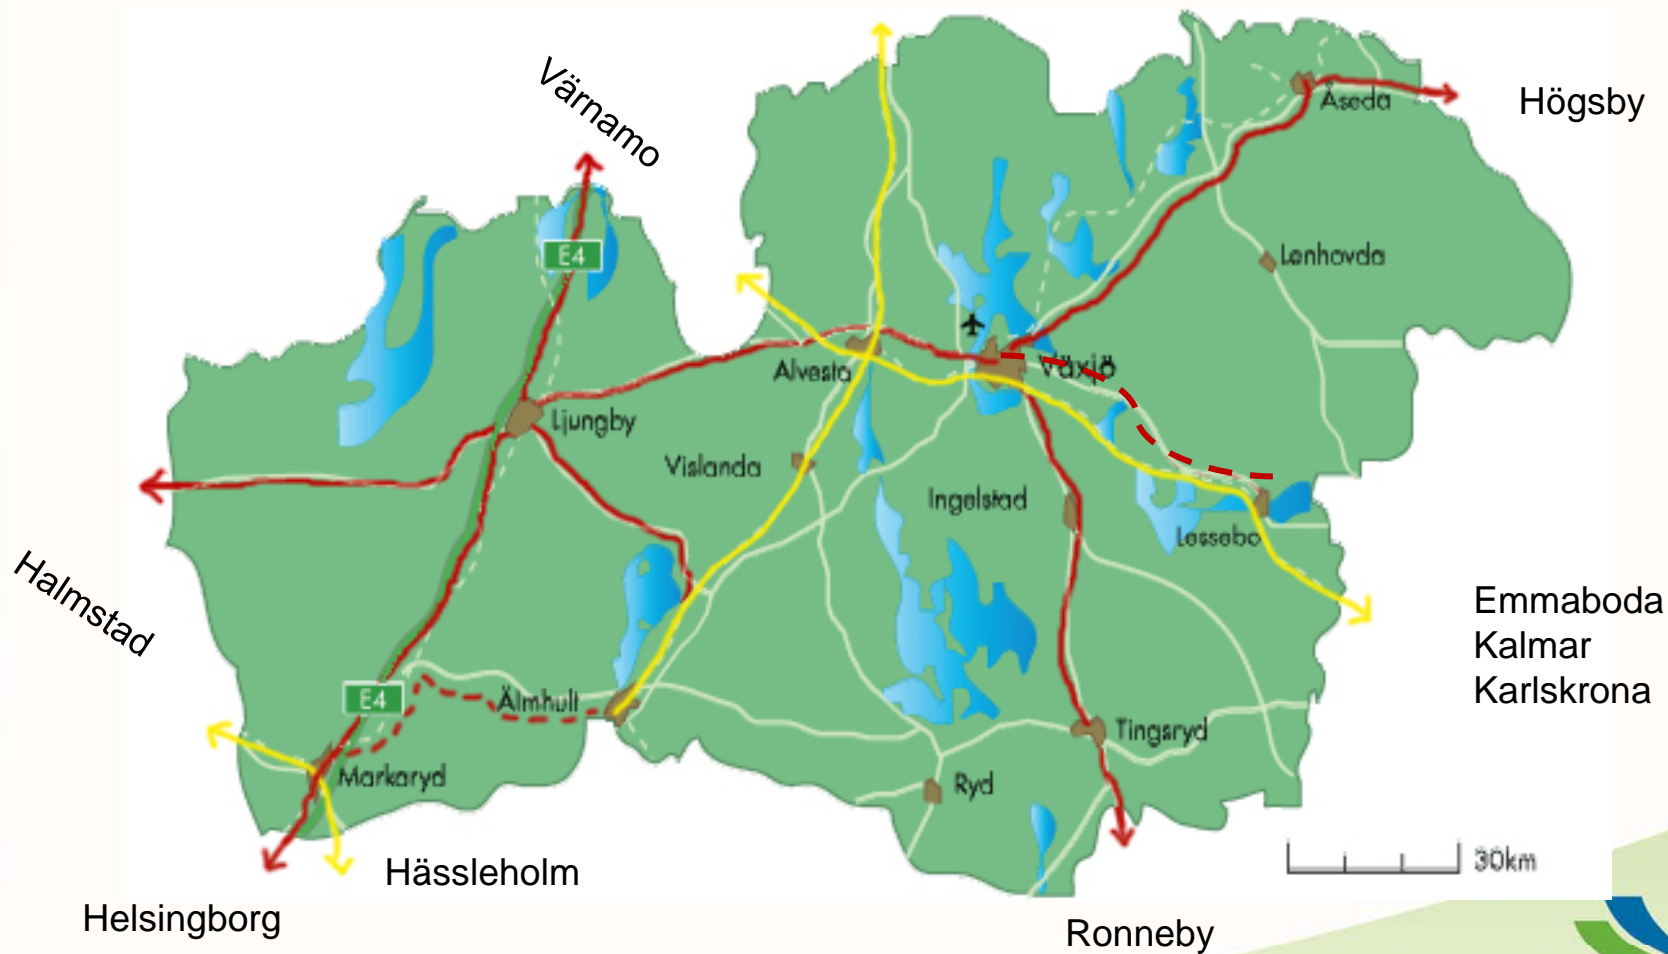 Värnamo
Högsby
Åseda
E4
Lenhovda
Växjö
Alvesta
Ljungby
Vislanda
Ingelstad
Lessebo
Halmstad
Emmaboda
Kalmar
Karlskrona
E4
Älmhult
Tingsryd
Markaryd
Ryd
30km
Hässleholm
Helsingborg
Ronneby